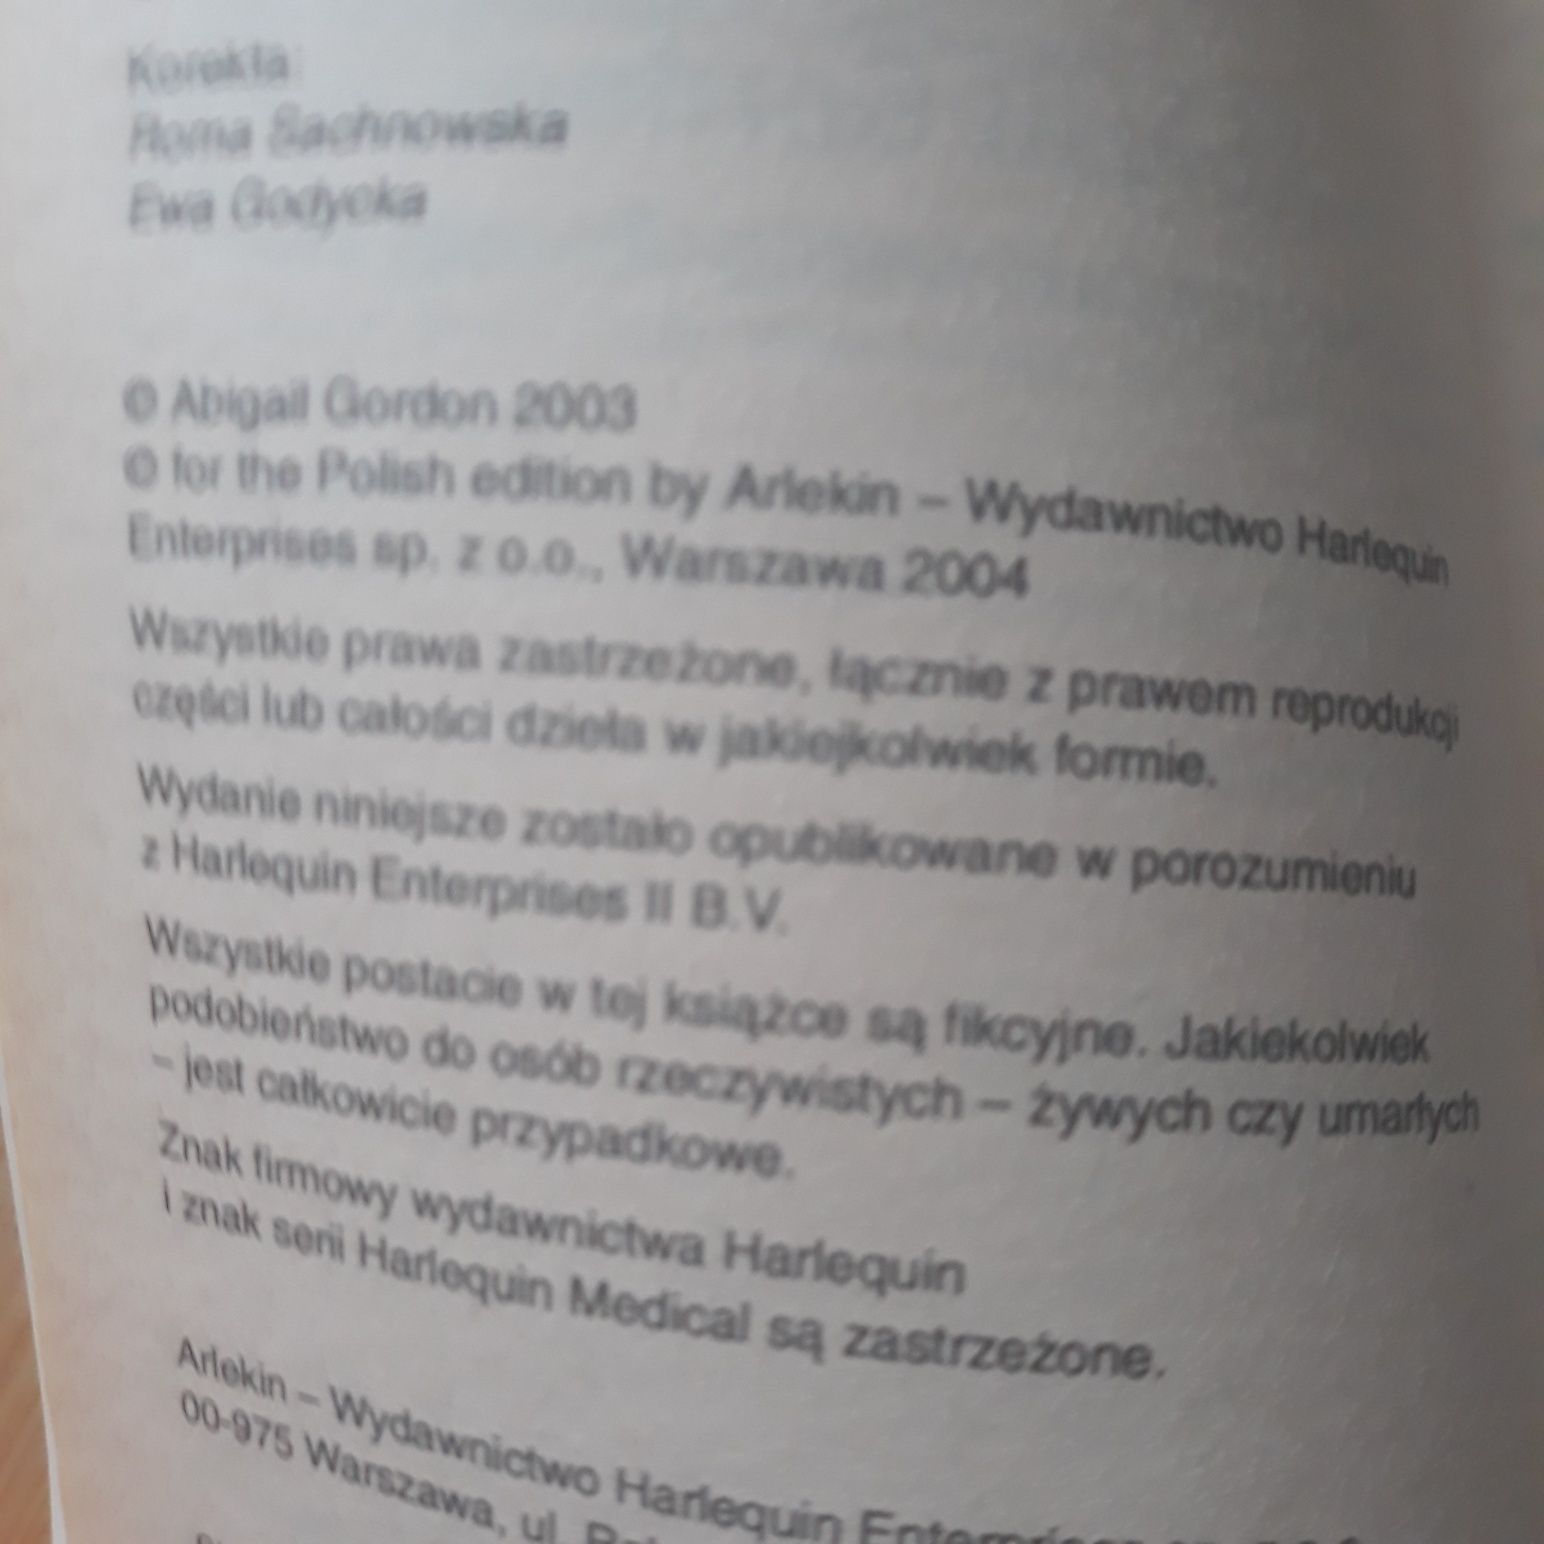 Korekta:
Roma Sachnowska
Ewa Godycka
© Abigail Gordon 2003
© for the Polish edition by Arlekin – Wydawnictwo Harlequin
Enterprises sp. z o.o., Warszawa 2004
Wszystkie prawa zastrzeżone, łącznie z prawem reprodukcji
części lub całości dzieła w jakiejkolwiek formie.
Wydanie niniejsze zostało opublikowane w porozumieniu
z Harlequin Enterprises II B.V.
Wszystkie postacie w tej książce są fikcyjne. Jakiekolwiek
podobieństwo do osób rzeczywistych – żywych czy umarłych
– jest całkowicie przypadkowe.
Znak firmowy wydawnictwa Harlequin
i znak serii Harlequin Medical są zastrzeżone.
Arlekin – Wydawnictwo Harlequin Enterprises
00-975 Warszawa, ul.